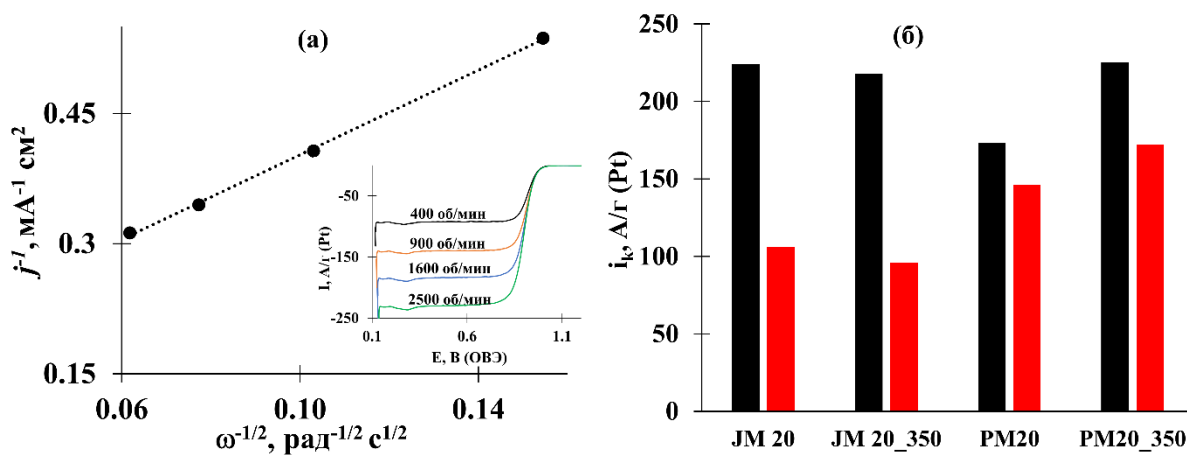 (а)
j⁻¹, мА⁻¹ см²
0.45
0.3
0.15
0.06
0.10
0.14
ω⁻¹/², рад⁻¹/² с¹/²
I, А/г (Pt)
-50
-150
-250
400 об/мин
900 об/мин
1600 об/мин
2500 об/мин
0.1
0.6
1.1
E, В (ОВЭ)
(б)
iₖ, А/г (Pt)
250
200
150
100
50
0
JM 20
JM 20_350
PM20
PM20_350